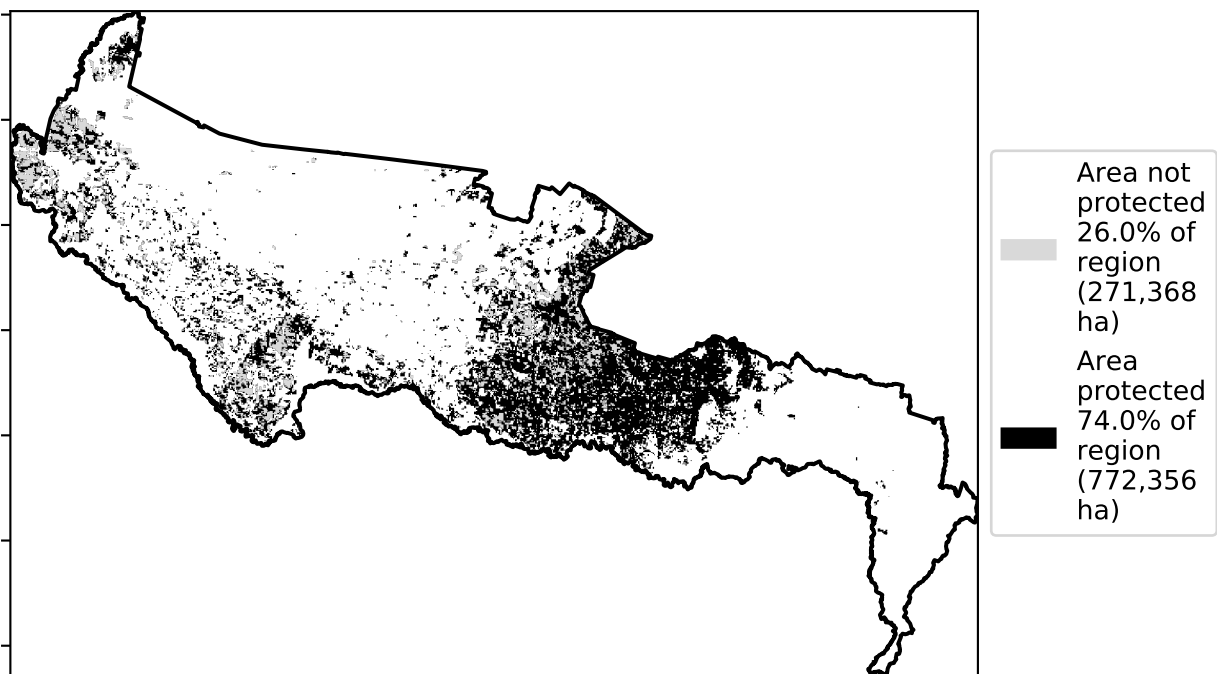 Area not
protected
26.0% of
region
(271,368
ha)
Area
protected
74.0% of
region
(772,356
ha)